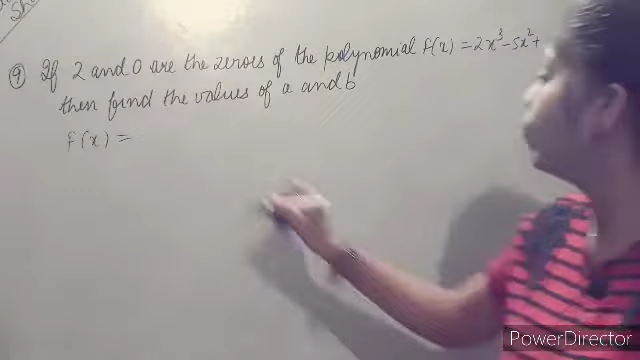 9 If 2 and 0 are the zeros of the polynomial f(x) = 2x³ - 5x² +
then find the values of a and b
f(x) =
PowerDirector